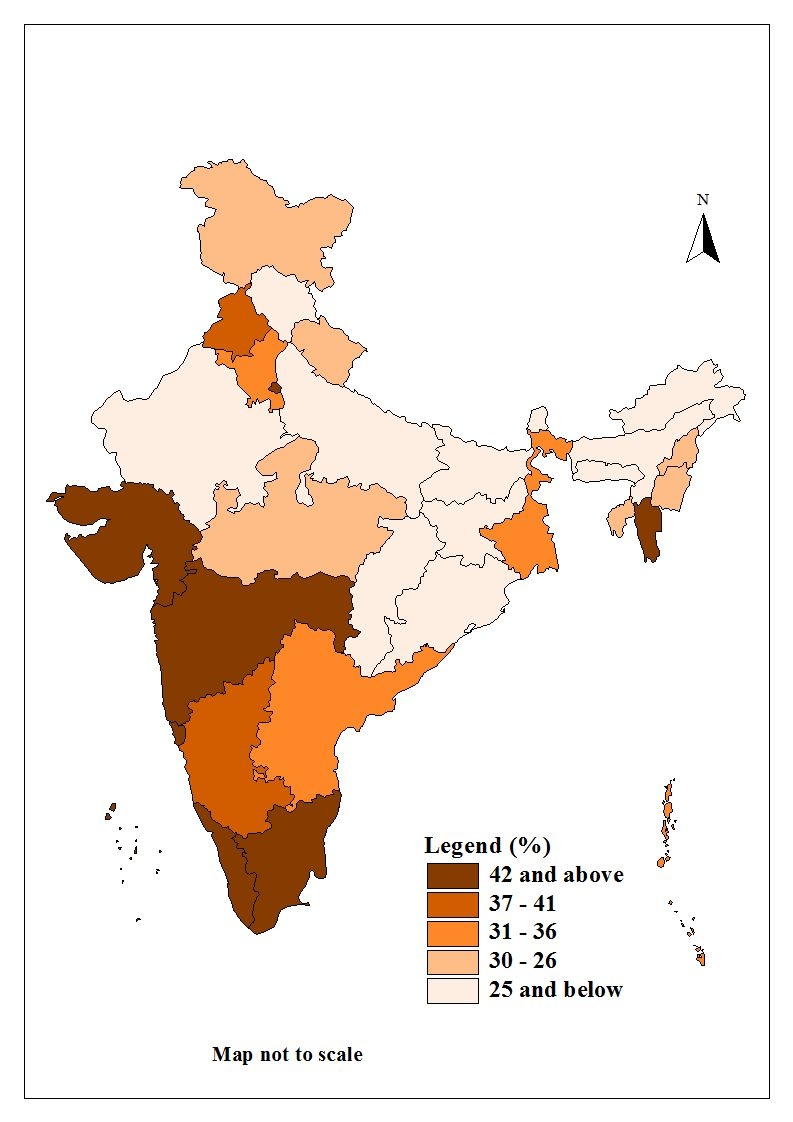 N
Legend (%)
42 and above
37 - 41
31 - 36
30 - 26
25 and below
Map not to scale